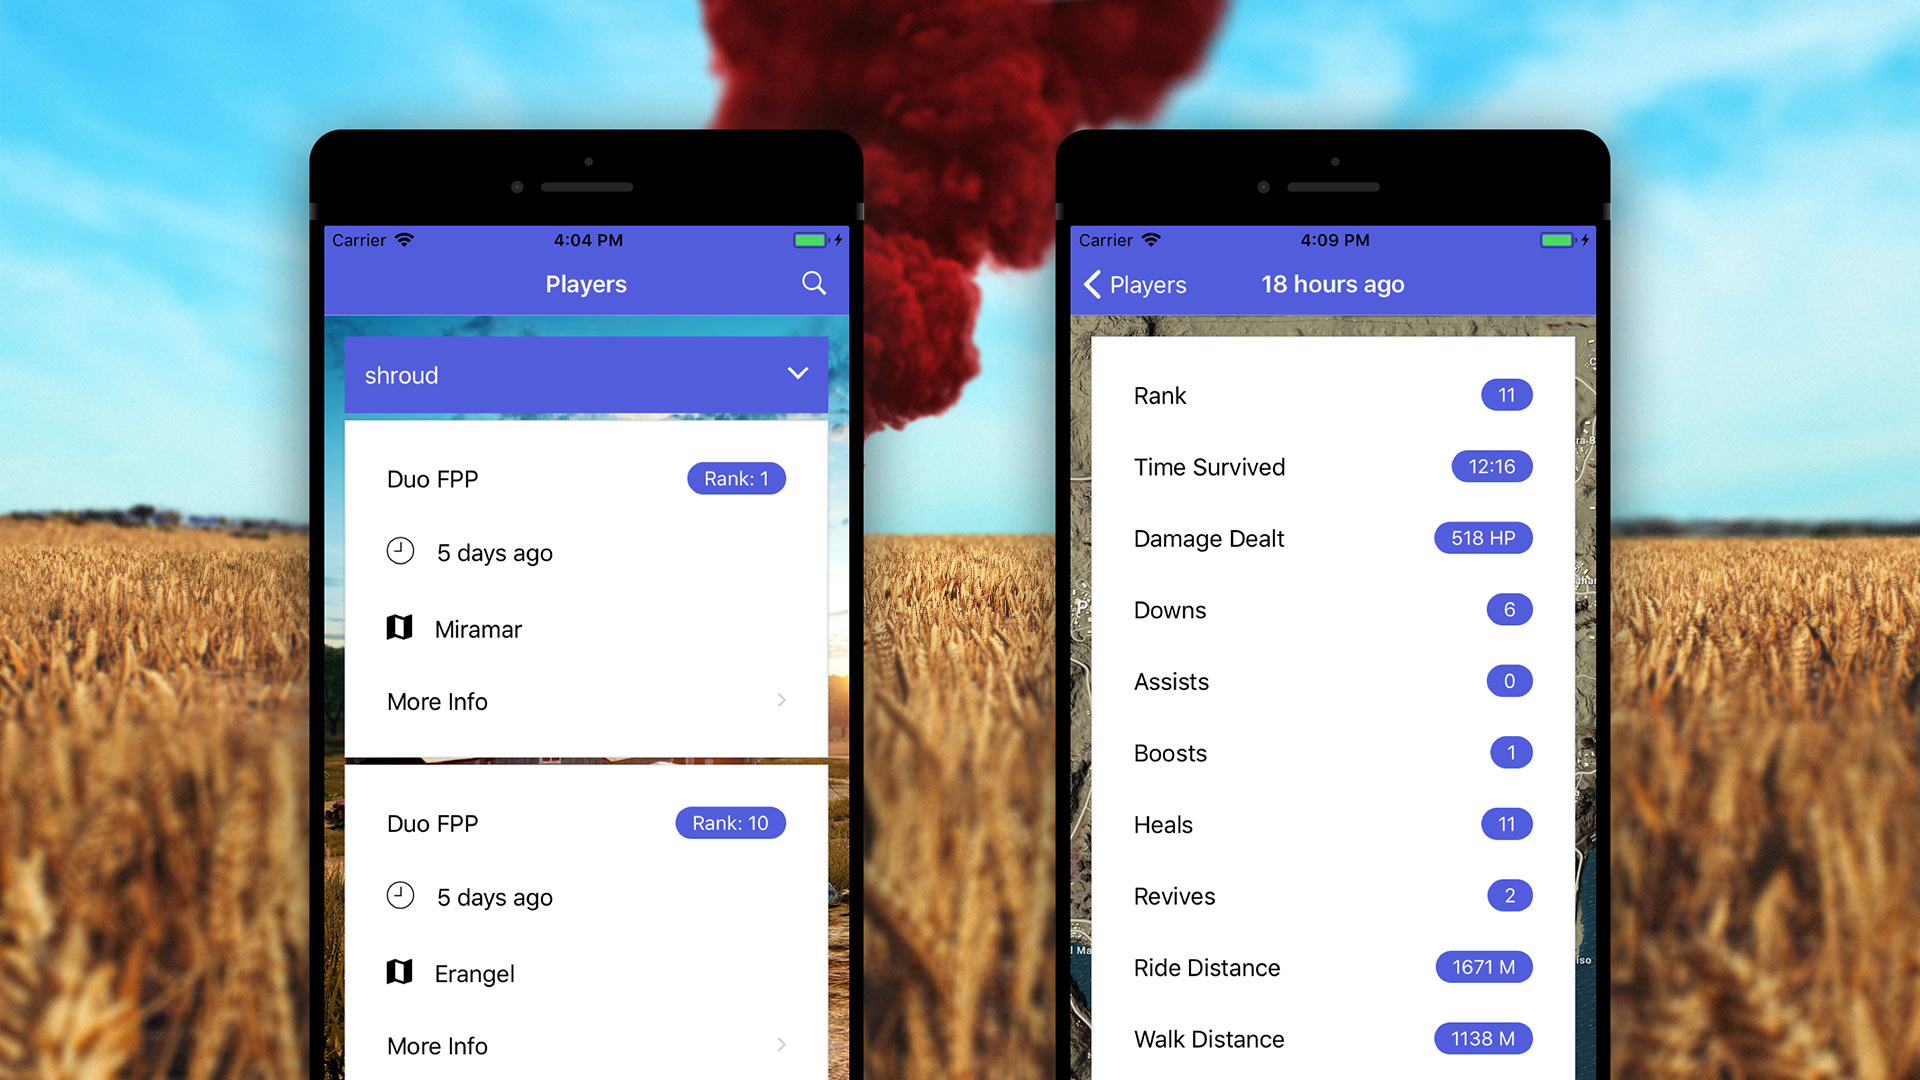 Carrier 4:04 PM
Players
shroud
Duo FPP Rank: 1
5 days ago
Miramar
More Info
Duo FPP Rank: 10
5 days ago
Erangel
More Info
Carrier 4:09 PM
Players 18 hours ago
Rank 11
Time Survived 12:16
Damage Dealt 518 HP
Downs 6
Assists 0
Boosts 1
Heals 11
Revives 2
Ride Distance 1671 M
Walk Distance 1138 M